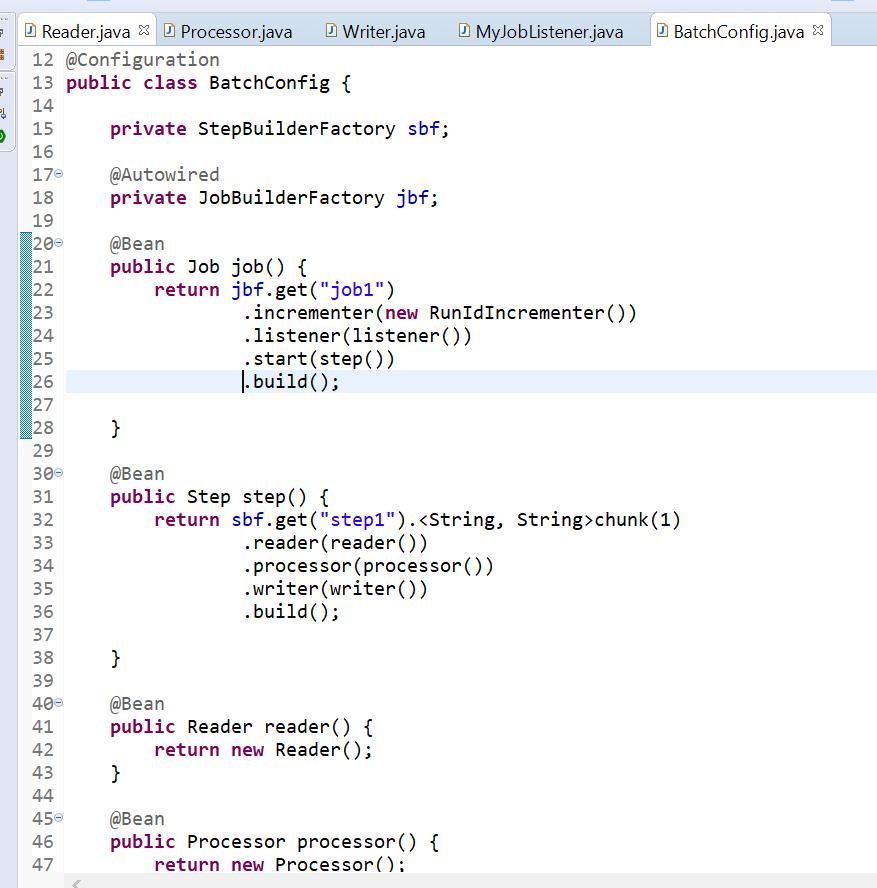 Reader.java Processor.java Writer.java MyJobListener.java BatchConfig.java
12 @Configuration
13 public class BatchConfig {
14
15     private StepBuilderFactory sbf;
16
17     @Autowired
18     private JobBuilderFactory jbf;
19
20     @Bean
21     public Job job() {
22         return jbf.get("job1")
23                 .incrementer(new RunIdIncrementer())
24                 .listener(listener())
25                 .start(step())
26                 .build();
27
28     }
29
30     @Bean
31     public Step step() {
32         return sbf.get("step1").<String, String>chunk(1)
33                 .reader(reader())
34                 .processor(processor())
35                 .writer(writer())
36                 .build();
37
38     }
39
40     @Bean
41     public Reader reader() {
42         return new Reader();
43     }
44
45     @Bean
46     public Processor processor() {
47         return new Processor();